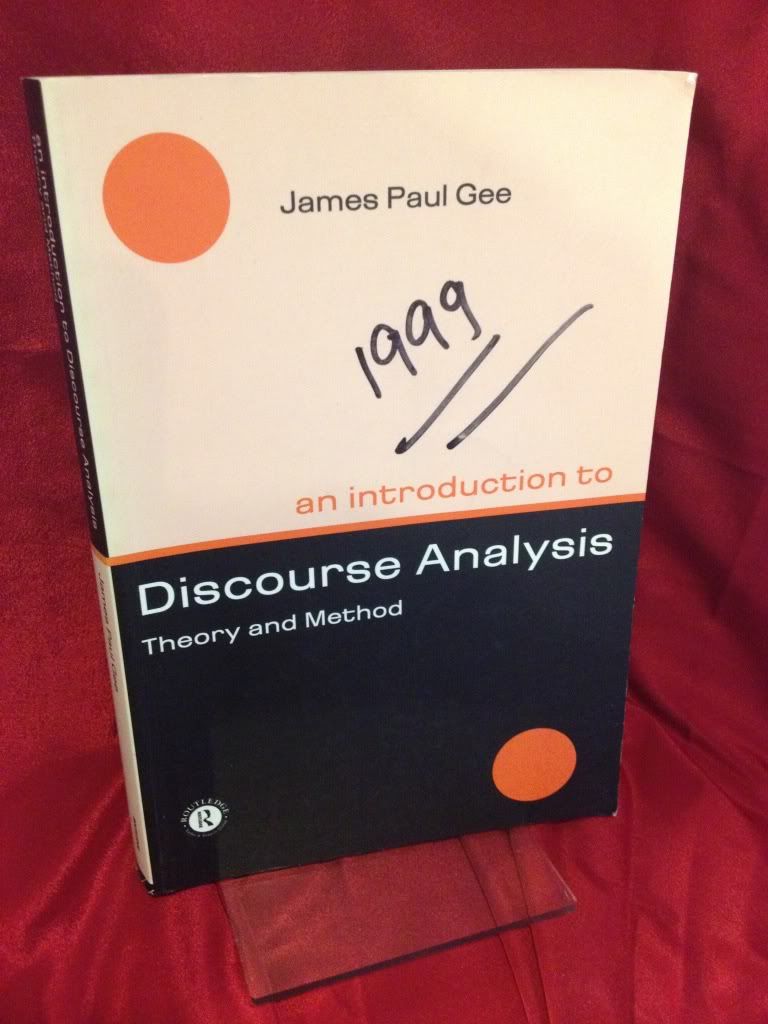 James Paul Gee
1999
an introduction to
Discourse Analysis
Theory and Method
ROUTLEDGE
R
an introduction to Discourse Analysis
James Paul Gee